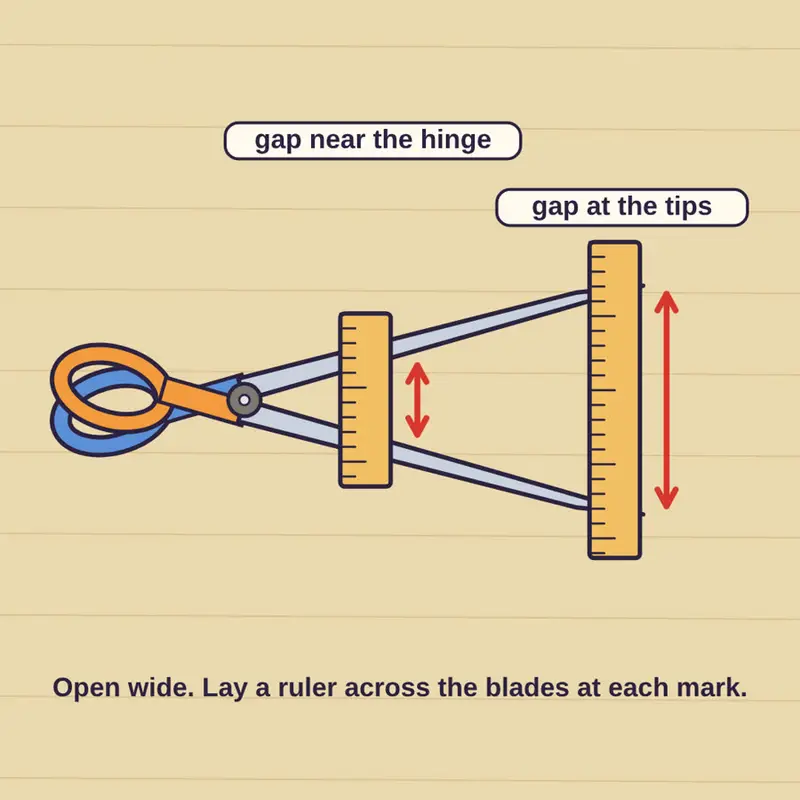 gap near the hinge
gap at the tips
Open wide. Lay a ruler across the blades at each mark.